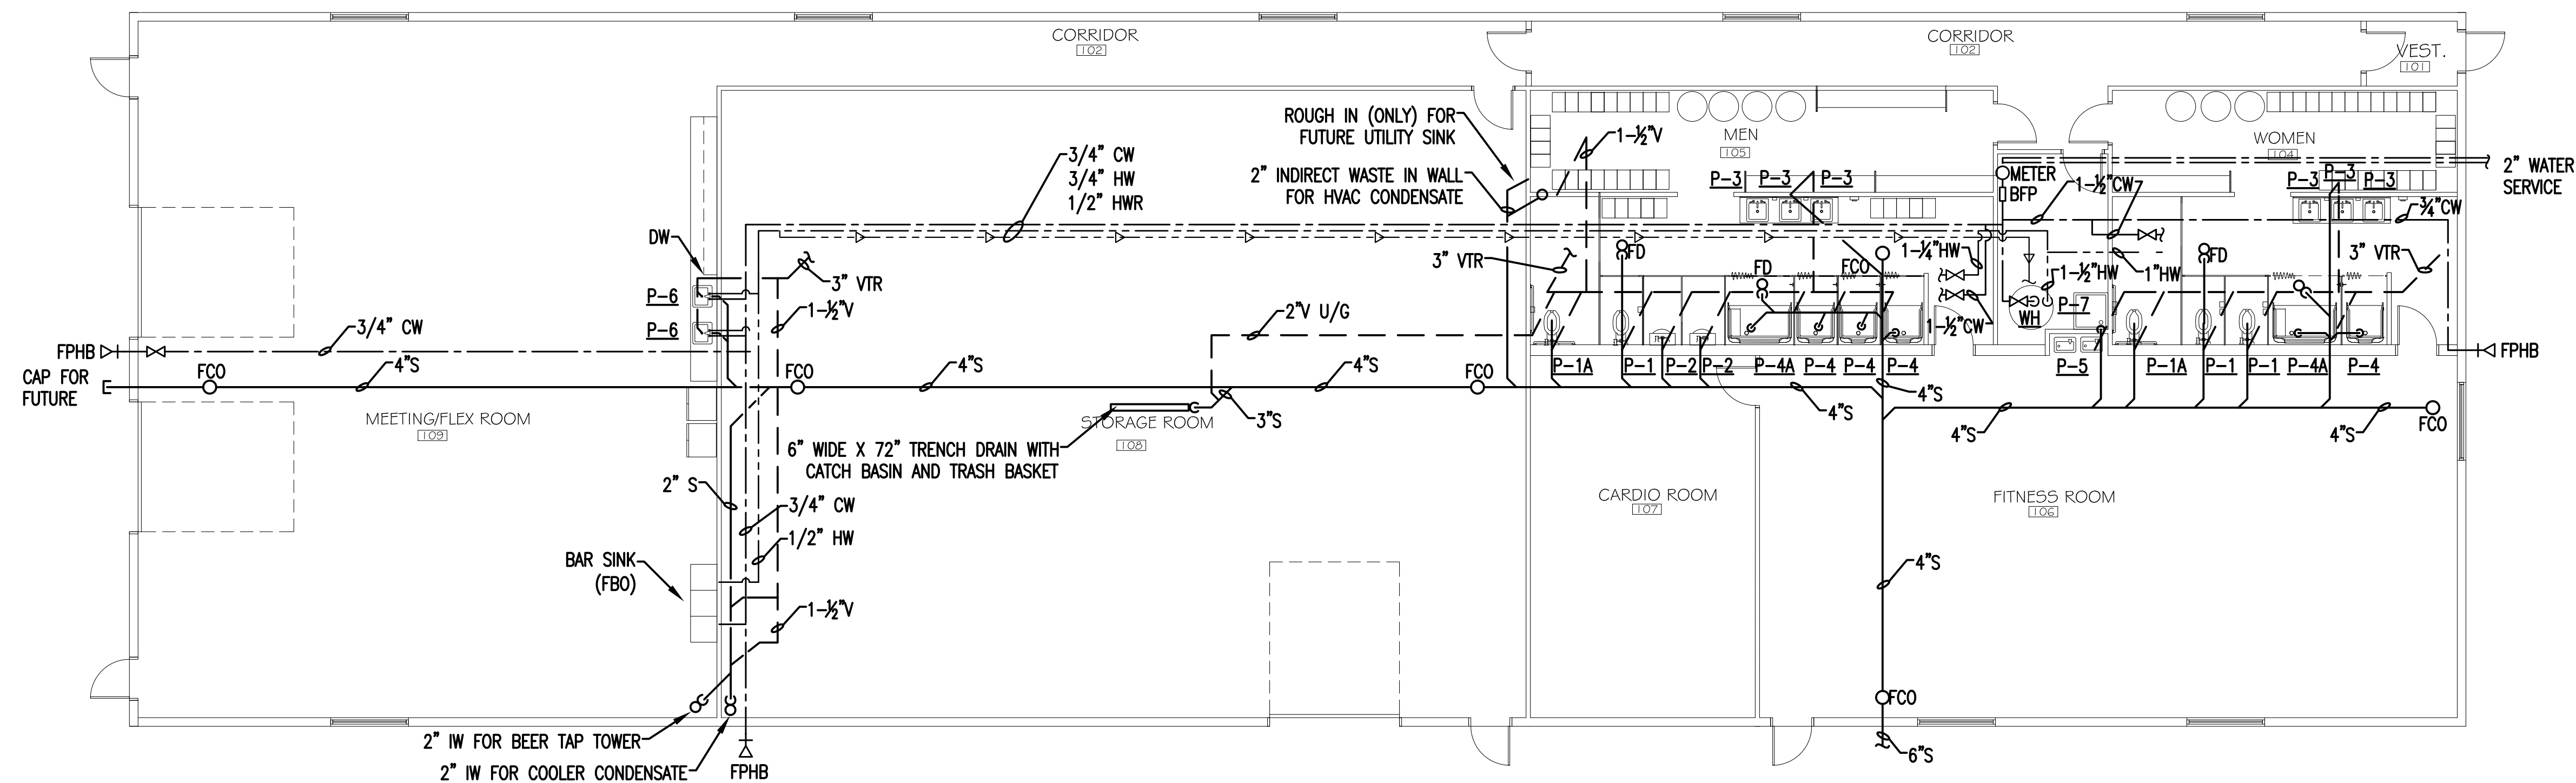 CORRIDOR
102
CORRIDOR
102
VEST.
101
ROUGH IN (ONLY) FOR
FUTURE UTILITY SINK
1-½"V
MEN
105
WOMEN
104
3/4" CW
3/4" HW
1/2" HWR
2" INDIRECT WASTE IN WALL
FOR HVAC CONDENSATE
P-3
P-3
P-3
METER
BFP
1-½"CW
P-3
P-3
P-3
2" WATER
SERVICE
¾"CW
DW
3" VTR
3" VTR
FD
FD
FCO
1-¼"HW
1-½"HW
1"HW
FD
3" VTR
P-6
P-6
1-½"V
2"V U/G
1-½"CW
WH
P-7
3/4" CW
FPHB
FPHB
CAP FOR
FUTURE
FCO
4"S
FCO
4"S
4"S
FCO
P-1A
P-1
P-2
P-2
P-4A
P-4
P-4
P-4
P-5
P-1A
P-1
P-1
P-4A
P-4
4"S
4"S
4"S
4"S
FCO
3"S
MEETING/FLEX ROOM
109
STORAGE ROOM
108
6" WIDE X 72" TRENCH DRAIN WITH
CATCH BASIN AND TRASH BASKET
2" S
3/4" CW
1/2" HW
CARDIO ROOM
107
FITNESS ROOM
106
BAR SINK
(FBO)
4"S
1-½"V
FCO
2" IW FOR BEER TAP TOWER
2" IW FOR COOLER CONDENSATE
FPHB
6"S